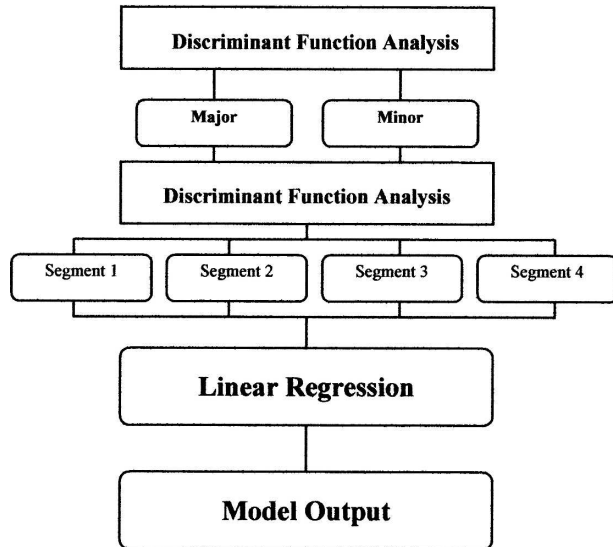 Discriminant Function Analysis
Major
Minor
Discriminant Function Analysis
Segment 1
Segment 2
Segment 3
Segment 4
Linear Regression
Model Output